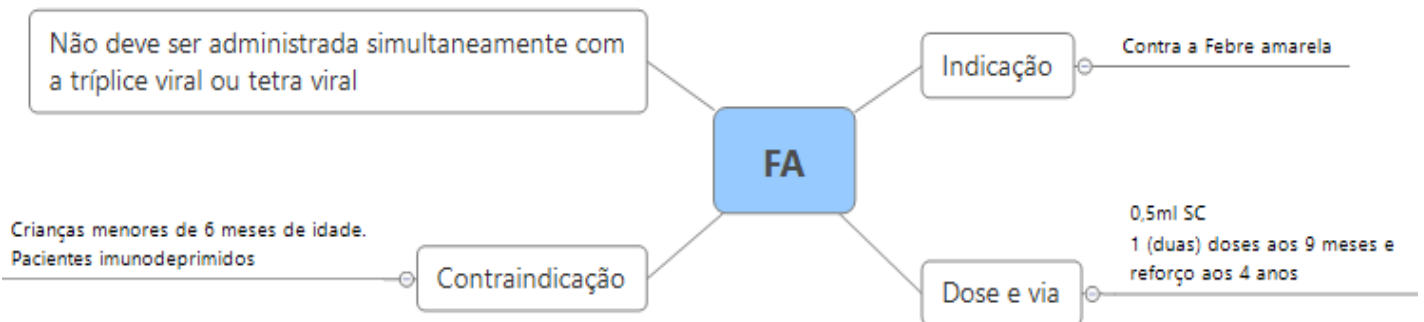 Não deve ser administrada simultaneamente com
a tríplice viral ou tetra viral
Indicação
Contra a Febre amarela
FA
Crianças menores de 6 meses de idade.
Pacientes imunodeprimidos
Contraindicação
Dose e via
0,5ml SC
1 (duas) doses aos 9 meses e
reforço aos 4 anos